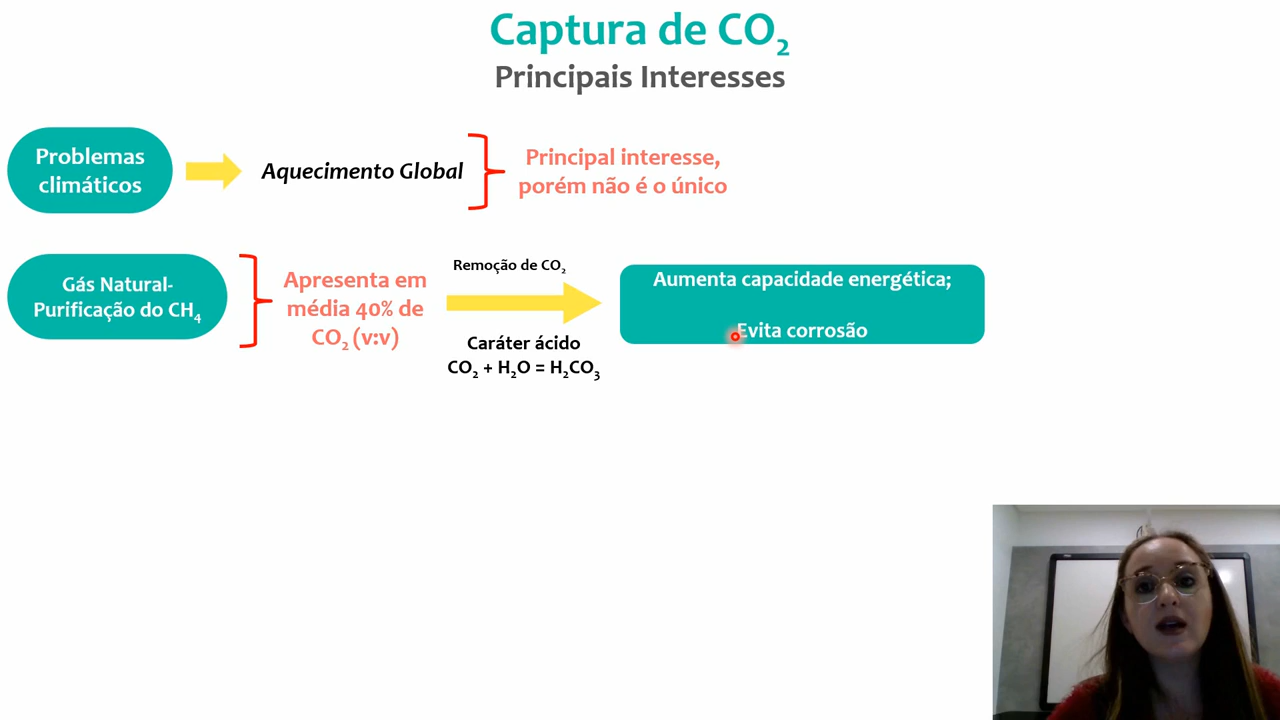 Captura de CO₂
Principais Interesses
Problemas
climáticos
Aquecimento Global
Principal interesse,
porém não é o único
Gás Natural-
Purificação do CH₄
Apresenta em
média 40% de
CO₂ (v:v)
Remoção de CO₂
Caráter ácido
CO₂ + H₂O = H₂CO₃
Aumenta capacidade energética;
Evita corrosão